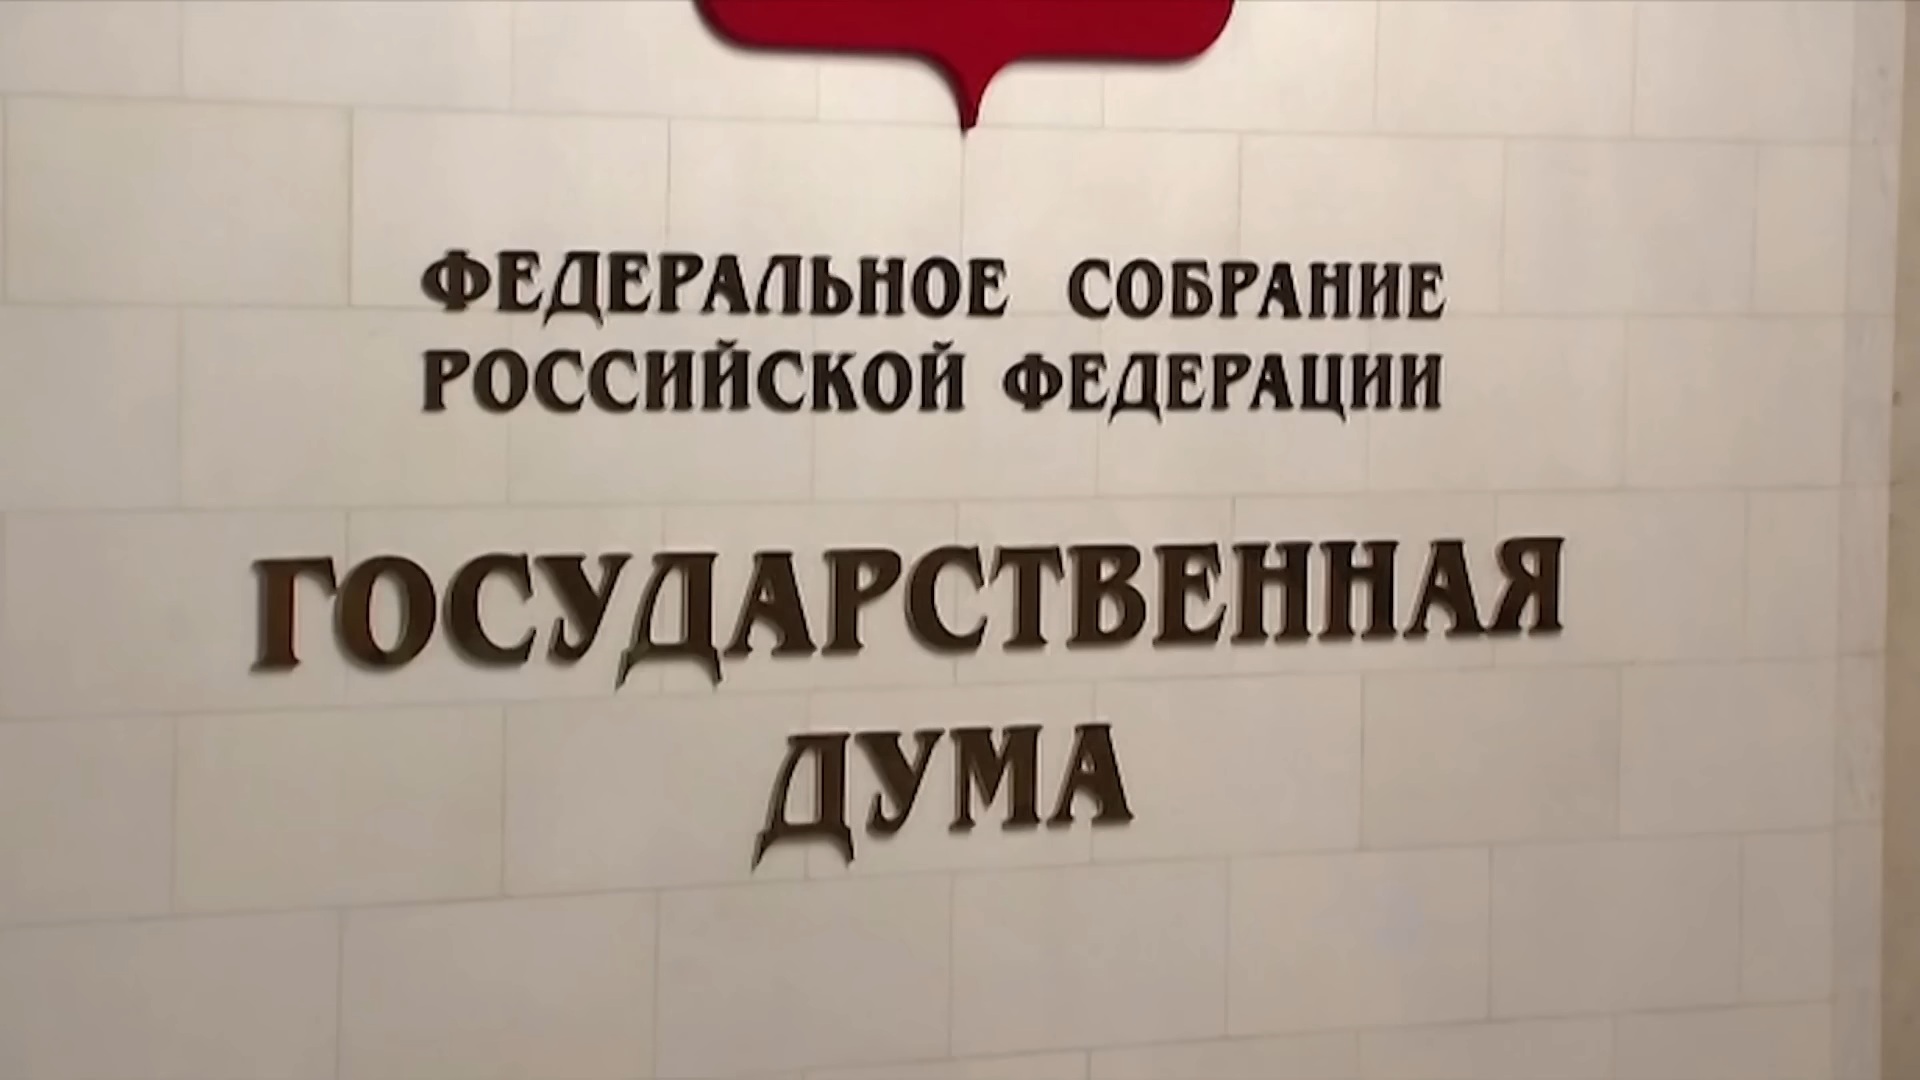 ФЕДЕРАЛЬНОЕ СОБРАНИЕ
РОССИЙСКОЙ ФЕДЕРАЦИИ
ГОСУДАРСТВЕННАЯ
ДУМА